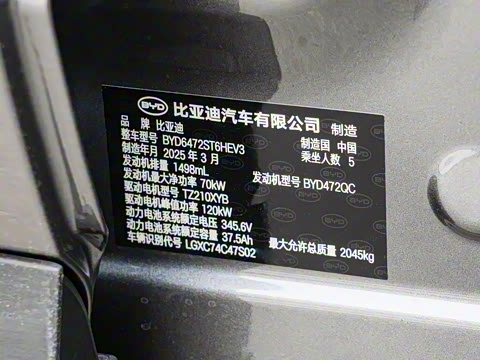 BYD 比亚迪汽车有限公司 制造
品 牌 比亚迪
整车型号 BYD6472ST6HEV3 制造国 中国
制造年月 2025 年 3 月 乘坐人数 5
发动机排量 1498mL
发动机最大净功率 70kW 发动机型号 BYD472QC
驱动电机型号 TZ210XYB
驱动电机峰值功率 120kW
动力电池系统额定电压 345.6V
动力电池系统额定容量 37.5Ah 最大允许总质量 2045kg
车辆识别代号 LGXC74C47S02